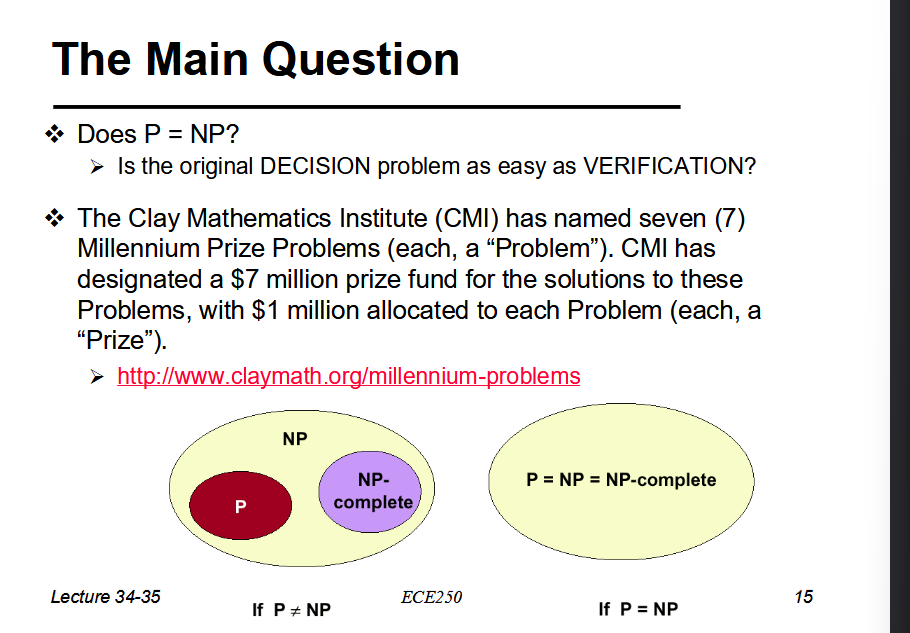 The Main Question
❖ Does P = NP?
➢ Is the original DECISION problem as easy as VERIFICATION?
❖ The Clay Mathematics Institute (CMI) has named seven (7)
Millennium Prize Problems (each, a “Problem”). CMI has
designated a $7 million prize fund for the solutions to these
Problems, with $1 million allocated to each Problem (each, a
“Prize”).
➢ http://www.claymath.org/millennium-problems
NP
P
NP-
complete
P = NP = NP-complete
Lecture 34-35
If P ≠ NP
ECE250
If P = NP
15